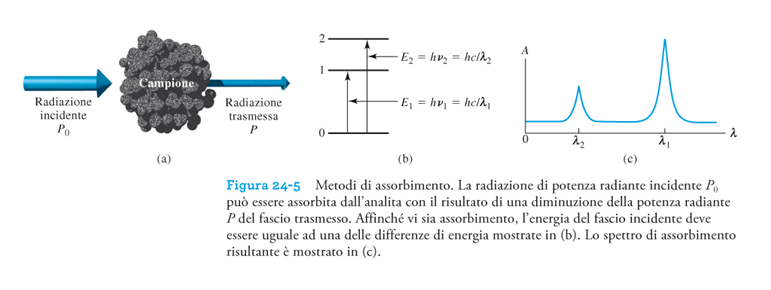 Radiazione
incidente
P0
Campione
Radiazione
trasmessa
P
(a)
2
E2 = hν2 = hc/λ2
1
E1 = hν1 = hc/λ1
0
(b)
A
0
λ2
λ1
λ
(c)
Figura 24-5 Metodi di assorbimento. La radiazione di potenza radiante incidente P0
può essere assorbita dall’analita con il risultato di una diminuzione della potenza radiante
P del fascio trasmesso. Affinché vi sia assorbimento, l’energia del fascio incidente deve
essere uguale ad una delle differenze di energia mostrate in (b). Lo spettro di assorbimento
risultante è mostrato in (c).